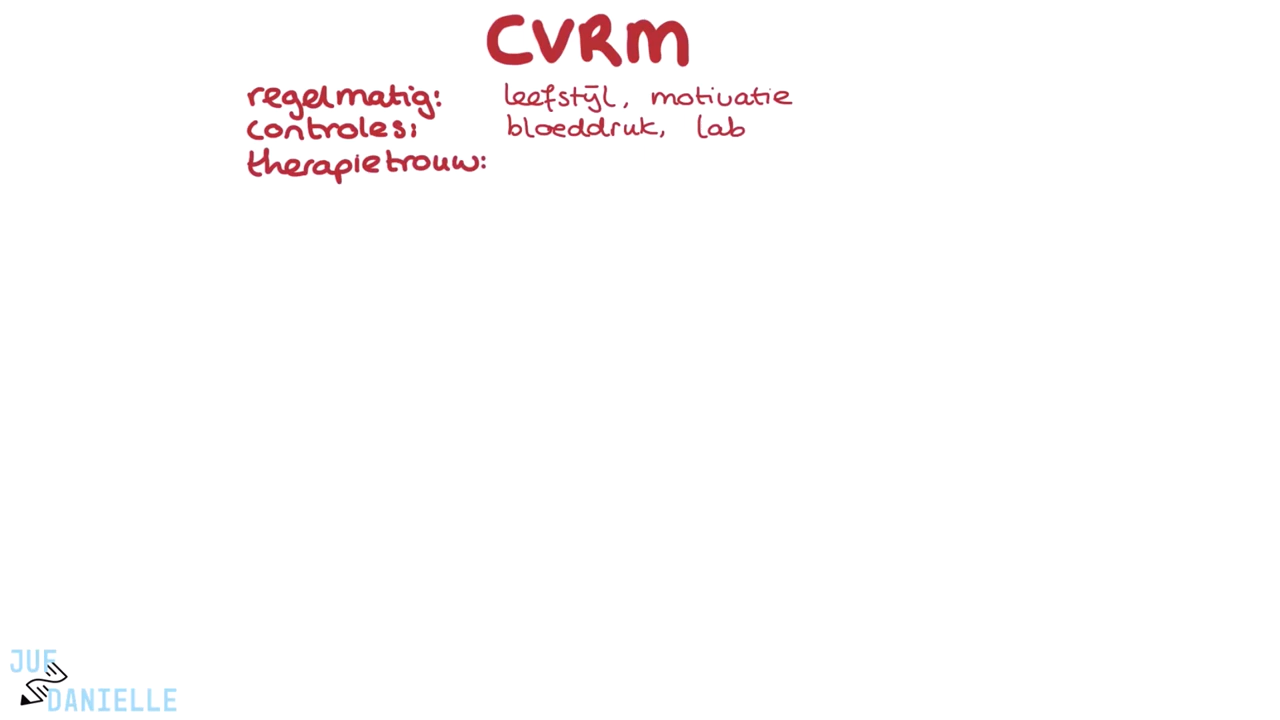 CVRM
regelmatig: leefstijl, motivatie
controles: bloeddruk, lab
therapietrouw:
JUF
DANIELLE